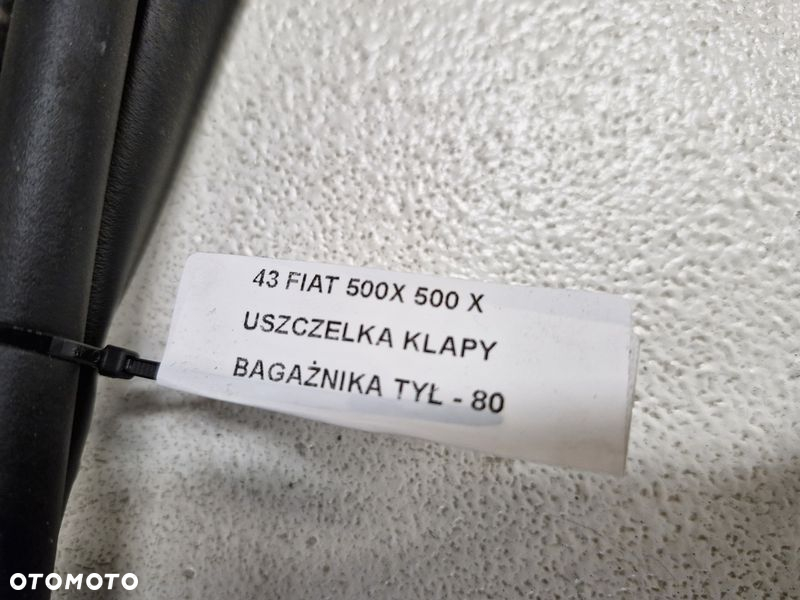 43 FIAT 500X 500 X
USZCZELKA KLAPY
BAGAŻNIKA TYŁ - 80
OTOMOTO